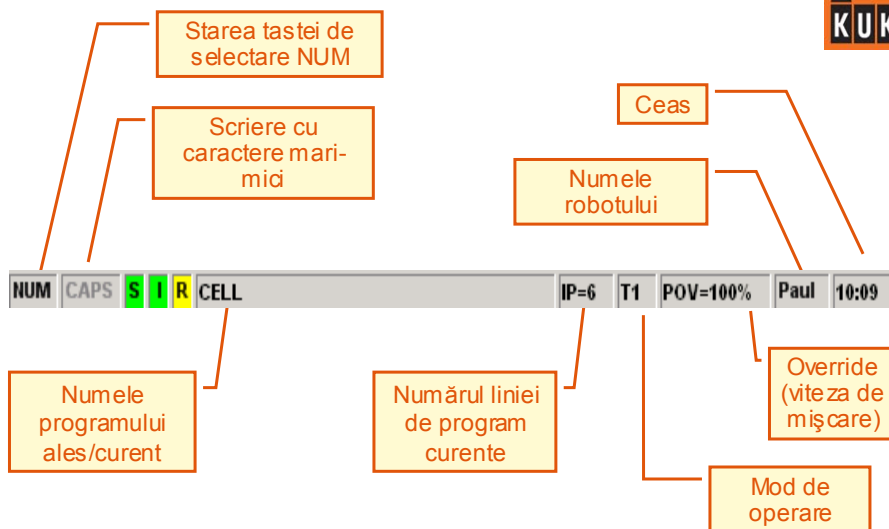 Starea tastei de
selectare NUM
KUK
Scriere cu
caractere mari-
mici
Ceas
Numele
robotului
NUM CAPS S I R CELL IP=6 T1 POV=100% Paul 10:09
Numele
programului
ales/curent
Numărul liniei
de program
curente
Override
(viteza de
mişcare)
Mod de
operare